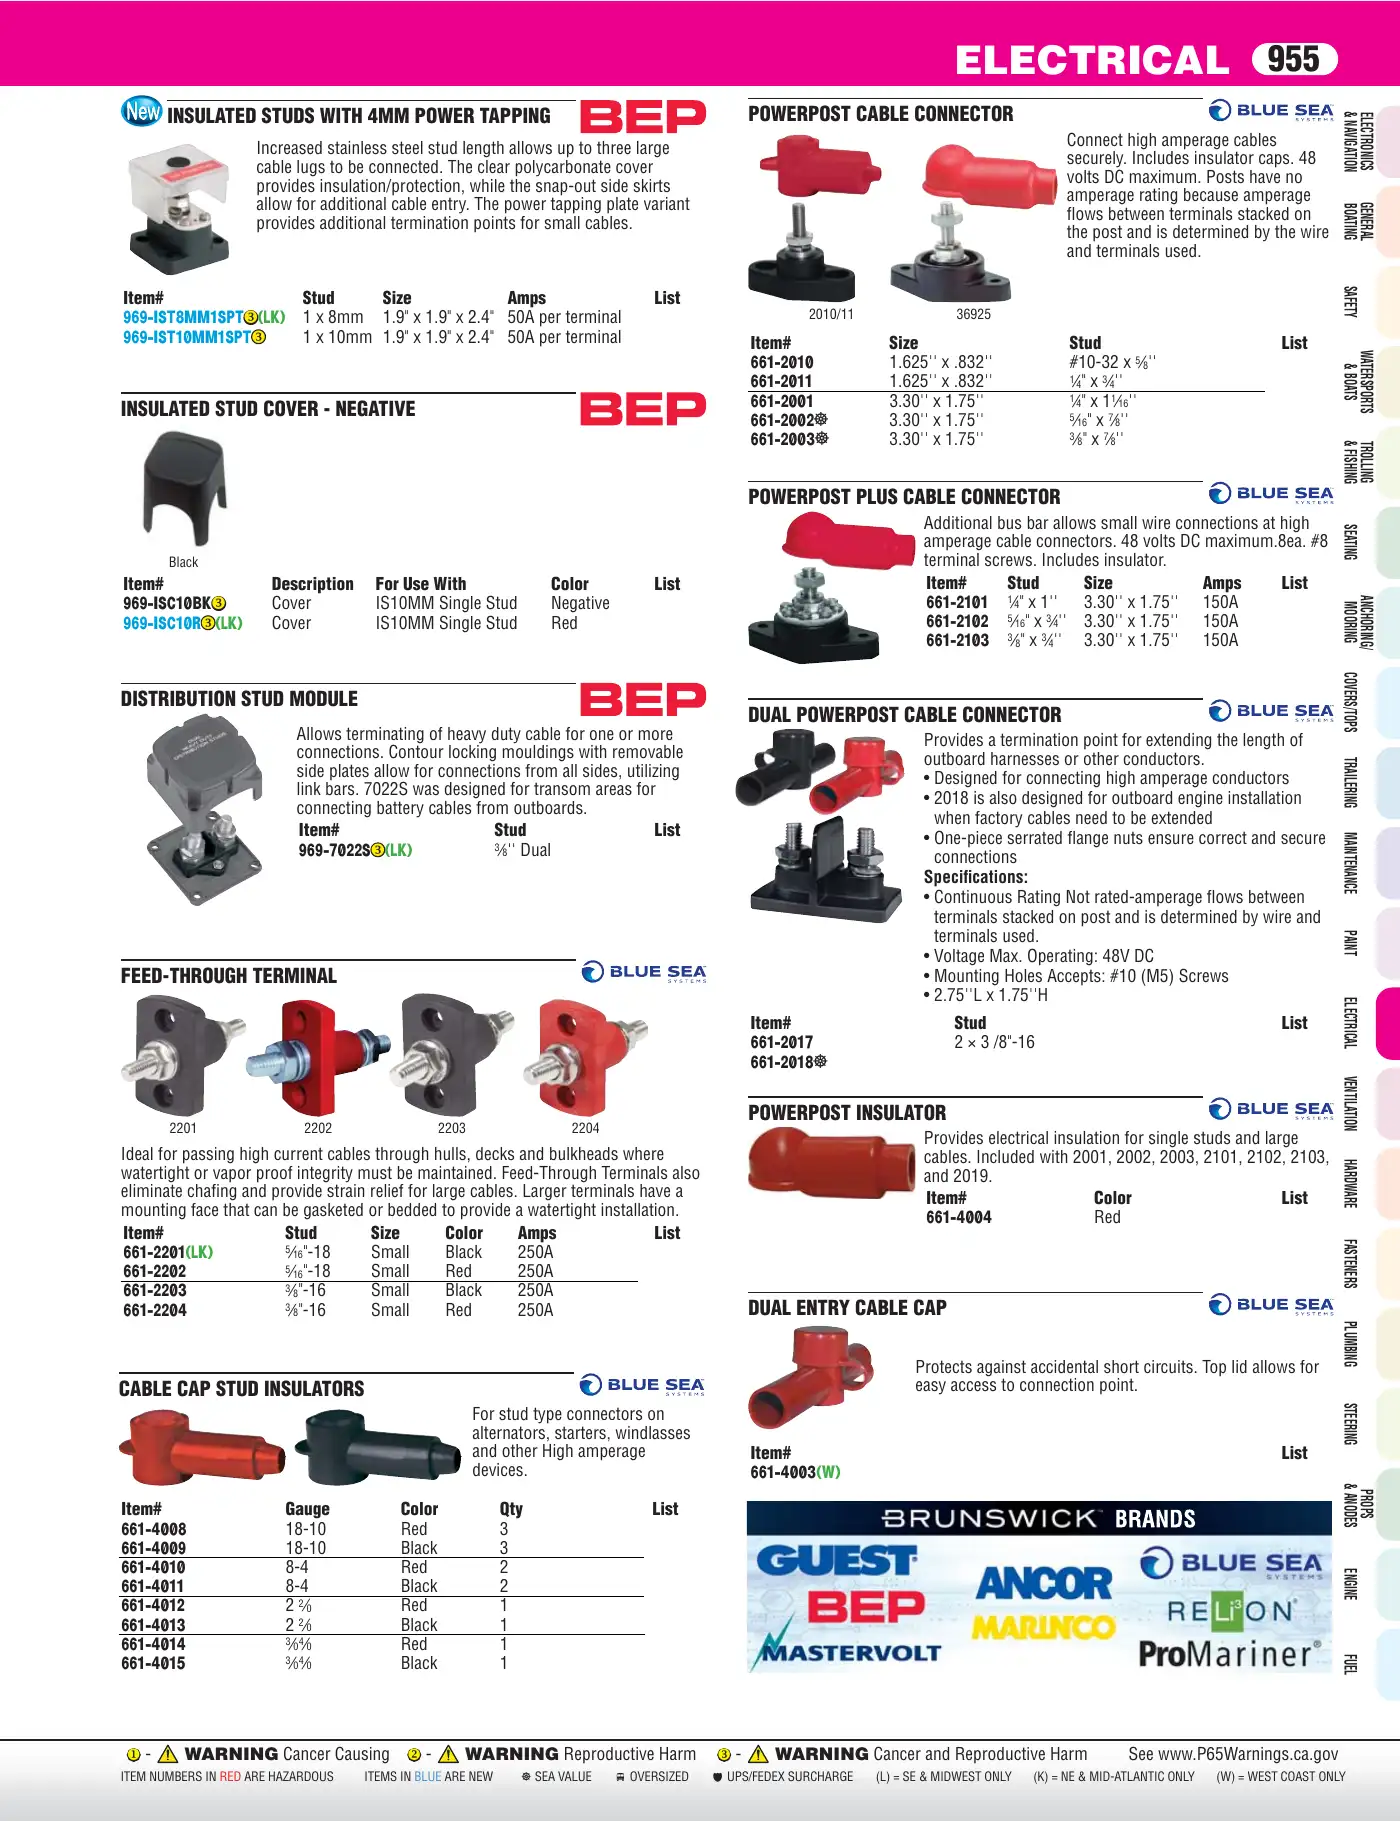 ELECTRICAL 955
New INSULATED STUDS WITH 4MM POWER TAPPING BEP
Increased stainless steel stud length allows up to three large
cable lugs to be connected. The clear polycarbonate cover
provides insulation/protection, while the snap-out side skirts
allow for additional cable entry. The power tapping plate variant
provides additional termination points for small cables.
Item# Stud Size Amps List
969-IST8MM1SPT③(LK) 1 x 8mm 1.9" x 1.9" x 2.4" 50A per terminal
969-IST10MM1SPT③ 1 x 10mm 1.9" x 1.9" x 2.4" 50A per terminal
INSULATED STUD COVER - NEGATIVE BEP
Black
Item# Description For Use With Color List
969-ISC10BK③ Cover IS10MM Single Stud Negative
969-ISC10R③(LK) Cover IS10MM Single Stud Red
DISTRIBUTION STUD MODULE BEP
Allows terminating of heavy duty cable for one or more
connections. Contour locking mouldings with removable
side plates allow for connections from all sides, utilizing
link bars. 7022S was designed for transom areas for
connecting battery cables from outboards.
Item# Stud List
969-7022S③(LK) 3⁄8'' Dual
FEED-THROUGH TERMINAL BLUE SEA SYSTEMS
2201 2202 2203 2204
Ideal for passing high current cables through hulls, decks and bulkheads where
watertight or vapor proof integrity must be maintained. Feed-Through Terminals also
eliminate chafing and provide strain relief for large cables. Larger terminals have a
mounting face that can be gasketed or bedded to provide a watertight installation.
Item# Stud Size Color Amps List
661-2201(LK) 5⁄16"-18 Small Black 250A
661-2202 5⁄16"-18 Small Red 250A
661-2203 3⁄8"-16 Small Black 250A
661-2204 3⁄8"-16 Small Red 250A
CABLE CAP STUD INSULATORS BLUE SEA SYSTEMS
For stud type connectors on
alternators, starters, windlasses
and other High amperage
devices.
Item# Gauge Color Qty List
661-4008 18-10 Red 3
661-4009 18-10 Black 3
661-4010 8-4 Red 2
661-4011 8-4 Black 2
661-4012 2 2⁄0 Red 1
661-4013 2 2⁄0 Black 1
661-4014 3⁄04⁄0 Red 1
661-4015 3⁄04⁄0 Black 1
POWERPOST CABLE CONNECTOR BLUE SEA SYSTEMS
Connect high amperage cables
securely. Includes insulator caps. 48
volts DC maximum. Posts have no
amperage rating because amperage
flows between terminals stacked on
the post and is determined by the wire
and terminals used.
2010/11 36925
Item# Size Stud List
661-2010 1.625'' x .832'' #10-32 x 5⁄8''
661-2011 1.625'' x .832'' 1⁄4" x 3⁄4''
661-2001 3.30'' x 1.75'' 1⁄4" x 11⁄16''
661-2002 3.30'' x 1.75'' 5⁄16" x 7⁄8''
661-2003 3.30'' x 1.75'' 3⁄8" x 7⁄8''
POWERPOST PLUS CABLE CONNECTOR BLUE SEA SYSTEMS
Additional bus bar allows small wire connections at high
amperage cable connectors. 48 volts DC maximum.8ea. #8
terminal screws. Includes insulator.
Item# Stud Size Amps List
661-2101 1⁄4" x 1'' 3.30'' x 1.75'' 150A
661-2102 5⁄16" x 3⁄4'' 3.30'' x 1.75'' 150A
661-2103 3⁄8" x 3⁄4'' 3.30'' x 1.75'' 150A
DUAL POWERPOST CABLE CONNECTOR BLUE SEA SYSTEMS
Provides a termination point for extending the length of
outboard harnesses or other conductors.
• Designed for connecting high amperage conductors
• 2018 is also designed for outboard engine installation
when factory cables need to be extended
• One-piece serrated flange nuts ensure correct and secure
connections
Specifications:
• Continuous Rating Not rated-amperage flows between
terminals stacked on post and is determined by wire and
terminals used.
• Voltage Max. Operating: 48V DC
• Mounting Holes Accepts: #10 (M5) Screws
• 2.75''L x 1.75''H
Item# Stud List
661-2017 2 × 3 /8"-16
661-2018
POWERPOST INSULATOR BLUE SEA SYSTEMS
Provides electrical insulation for single studs and large
cables. Included with 2001, 2002, 2003, 2101, 2102, 2103,
and 2019.
Item# Color List
661-4004 Red
DUAL ENTRY CABLE CAP BLUE SEA SYSTEMS
Protects against accidental short circuits. Top lid allows for
easy access to connection point.
Item# List
661-4003(W)
BRUNSWICK BRANDS
GUEST
BEP
MASTERVOLT
ANCOR
MARINCO
BLUE SEA SYSTEMS
RELi3ON
ProMariner®
ELECTRONICS
& NAVIGATION
GENERAL
BOATING
SAFETY
WATERSPORTS
& BOATS
TROLLING
& FISHING
SEATING
ANCHORING/
MOORING
COVERS/TOPS
TRAILERING
MAINTENANCE
PAINT
ELECTRICAL
VENTILATION
HARDWARE
FASTENERS
PLUMBING
STEERING
PROPS
& ANODES
ENGINE
FUEL
① - WARNING Cancer Causing ② - WARNING Reproductive Harm ③ - WARNING Cancer and Reproductive Harm See www.P65Warnings.ca.gov
ITEM NUMBERS IN RED ARE HAZARDOUS ITEMS IN BLUE ARE NEW SEA VALUE OVERSIZED UPS/FEDEX SURCHARGE (L) = SE & MIDWEST ONLY (K) = NE & MID-ATLANTIC ONLY (W) = WEST COAST ONLY